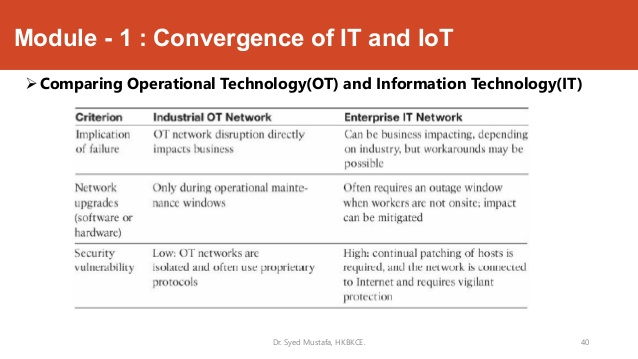 Module - 1 : Convergence of IT and IoT
➢Comparing Operational Technology(OT) and Information Technology(IT)
Criterion Industrial OT Network Enterprise IT Network
Implication OT network disruption directly Can be business impacting, depending
of failure impacts business on industry, but workarounds may be
possible
Network Only during operational mainte- Often requires an outage window
upgrades nance windows when workers are not onsite; impact
(software or can be mitigated
hardware)
Security Low: OT networks are High: continual patching of hosts is
vulnerability isolated and often use proprietary required, and the network is connected
protocols to Internet and requires vigilant
protection
Dr. Syed Mustafa, HKBKCE. 40